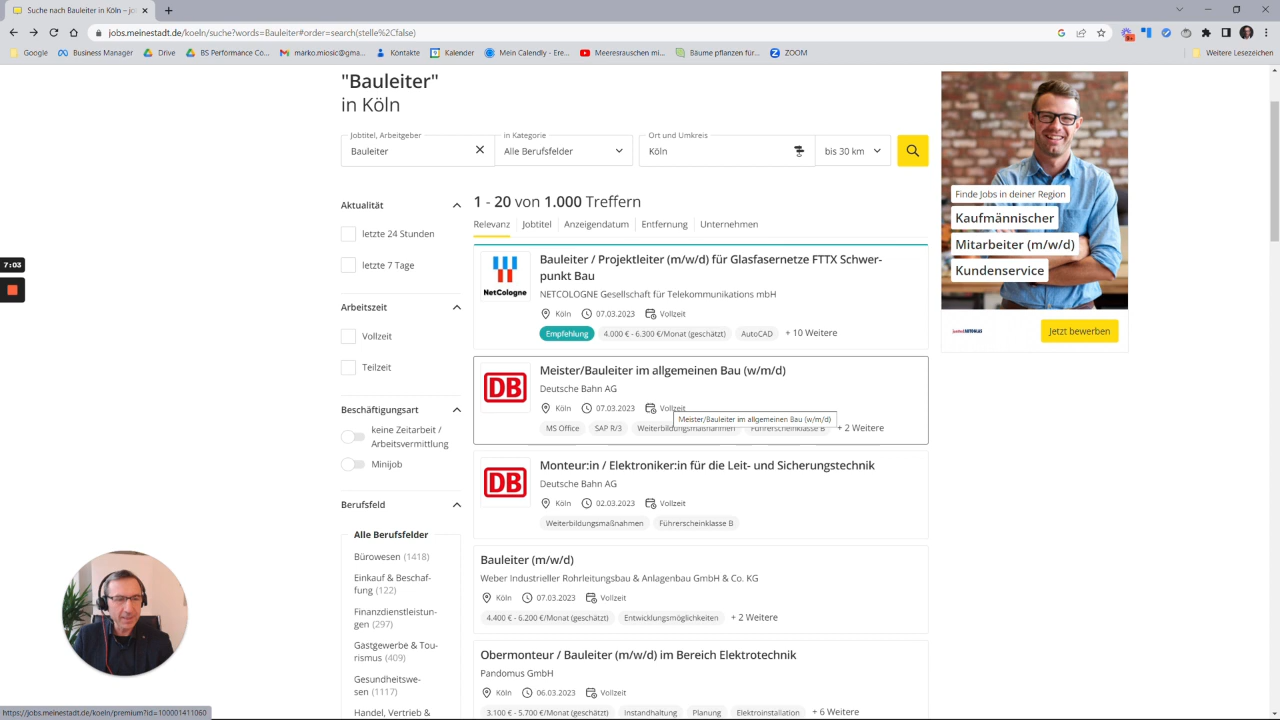 Suche nach Bauleiter in Köln – jo
jobs.meinestadt.de/koeln/suche?words=Bauleiter#order=search(stelle%2Cfalse)
Google
Business Manager
Drive
BS Performance Co...
marko.miosic@gma...
Kontakte
Kalender
Mein Calendly - Ere...
Meeresrauschen mi...
Bäume pflanzen für...
ZOOM
Weitere Lesezeichen
"Bauleiter"
in Köln
Jobtitel, Arbeitgeber
Bauleiter
in Kategorie
Alle Berufsfelder
Ort und Umkreis
Köln
bis 30 km
1 - 20 von 1.000 Treffern
Relevanz
Jobtitel
Anzeigendatum
Entfernung
Unternehmen
Aktualität
letzte 24 Stunden
letzte 7 Tage
7:03
Arbeitszeit
Vollzeit
Teilzeit
Beschäftigungsart
keine Zeitarbeit /
Arbeitsvermittlung
Minijob
Berufsfeld
Alle Berufsfelder
Bürowesen (1418)
Einkauf & Beschaf-
fung (122)
Finanzdienstleistun-
gen (297)
Gastgewerbe & Tou-
rismus (409)
Gesundheitswe-
sen (1117)
Handel, Vertrieb &
NetCologne
Bauleiter / Projektleiter (m/w/d) für Glasfasernetze FTTX Schwer-
punkt Bau
NETCOLOGNE Gesellschaft für Telekommunikations mbH
Köln 07.03.2023 Vollzeit
Empfehlung 4.000 € - 6.300 €/Monat (geschätzt) AutoCAD + 10 Weitere
DB
Meister/Bauleiter im allgemeinen Bau (w/m/d)
Deutsche Bahn AG
Köln 07.03.2023 Vollzeit
Meister/Bauleiter im allgemeinen Bau (w/m/d)
MS Office SAP R/3 Weiterbildungsmaßnahmen Führerscheinklasse B + 2 Weitere
DB
Monteur:in / Elektroniker:in für die Leit- und Sicherungstechnik
Deutsche Bahn AG
Köln 02.03.2023 Vollzeit
Weiterbildungsmaßnahmen Führerscheinklasse B
Bauleiter (m/w/d)
Weber Industrieller Rohrleitungsbau & Anlagenbau GmbH & Co. KG
Köln 07.03.2023 Vollzeit
4.400 € - 6.200 €/Monat (geschätzt) Entwicklungsmöglichkeiten + 2 Weitere
Obermonteur / Bauleiter (m/w/d) im Bereich Elektrotechnik
Pandomus GmbH
Köln 06.03.2023 Vollzeit
3.100 € - 5.700 €/Monat (geschätzt) Instandhaltung Planung Elektroinstallation + 6 Weitere
Finde Jobs in deiner Region
Kaufmännischer
Mitarbeiter (m/w/d)
Kundenservice
Jetzt bewerben
https://jobs.meinestadt.de/koeln/premium?id=100001411060